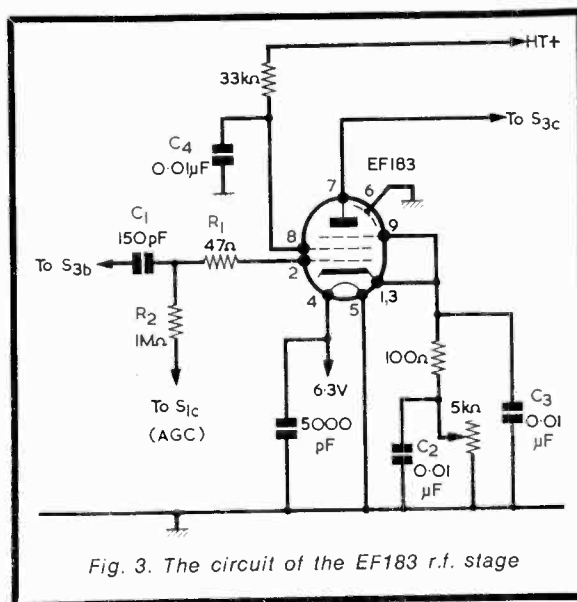 HT+
33kΩ
To S3c
C4
0·01µF
EF183
7
6
9
C1
150pF
R1
47Ω
8
2
To S3b
1,3
4
5
R2
1MΩ
100Ω
6·3V
To S1c
(AGC)
5000
pF
5kΩ
C2
0·01
µF
C3
0·01
µF
Fig. 3. The circuit of the EF183 r.f. stage